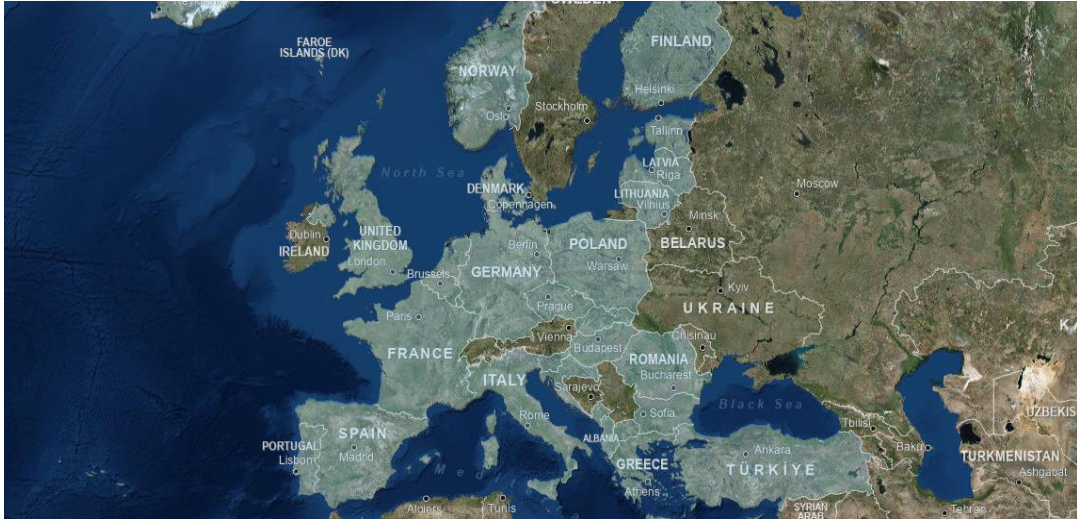 Reykjavik
SWEDEN
FAROE
ISLANDS (DK)
FINLAND
NORWAY
Helsinki
Oslo
Stockholm
Tallinn
North Sea
LATVIA
Riga
DENMARK
Copenhagen
LITHUANIA
Vilnius
Moscow
Minsk
Dublin
IRELAND
UNITED
KINGDOM
London
Berlin
POLAND
BELARUS
Warsaw
Brussels
GERMANY
Kyiv
Prague
UKRAINE
Paris
Vienna
Chisinau
Budapest
FRANCE
ROMANIA
ITALY
Bucharest
Sarajevo
Black Sea
Rome
Sofia
UZBEKIS
Tbilisi
PORTUGAL
SPAIN
ALBANIA
Baku
Lisbon
Madrid
Ankara
TURKMENISTAN
M e
GREECE
TÜRKİYE
Ashgabat
Athens
Algiers
Tunis
SYRIAN
ARAB
Tehran